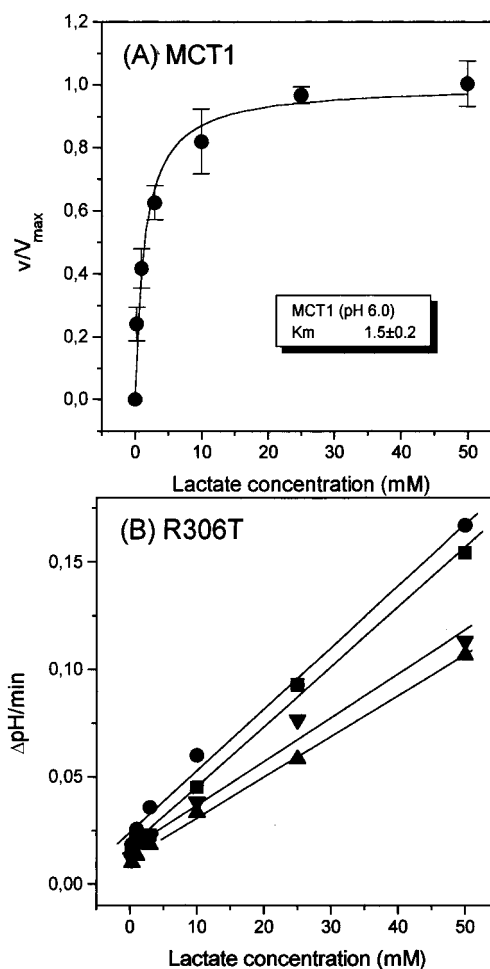 (A) MCT1
1,2
1,0
0,8
0,6
0,4
0,2
0,0
v/Vmax
MCT1 (pH 6.0)
Km 1.5±0.2
0 10 20 30 40 50
Lactate concentration (mM)
(B) R306T
0,15
0,10
0,05
0,00
ΔpH/min
0 10 20 30 40 50
Lactate concentration (mM)